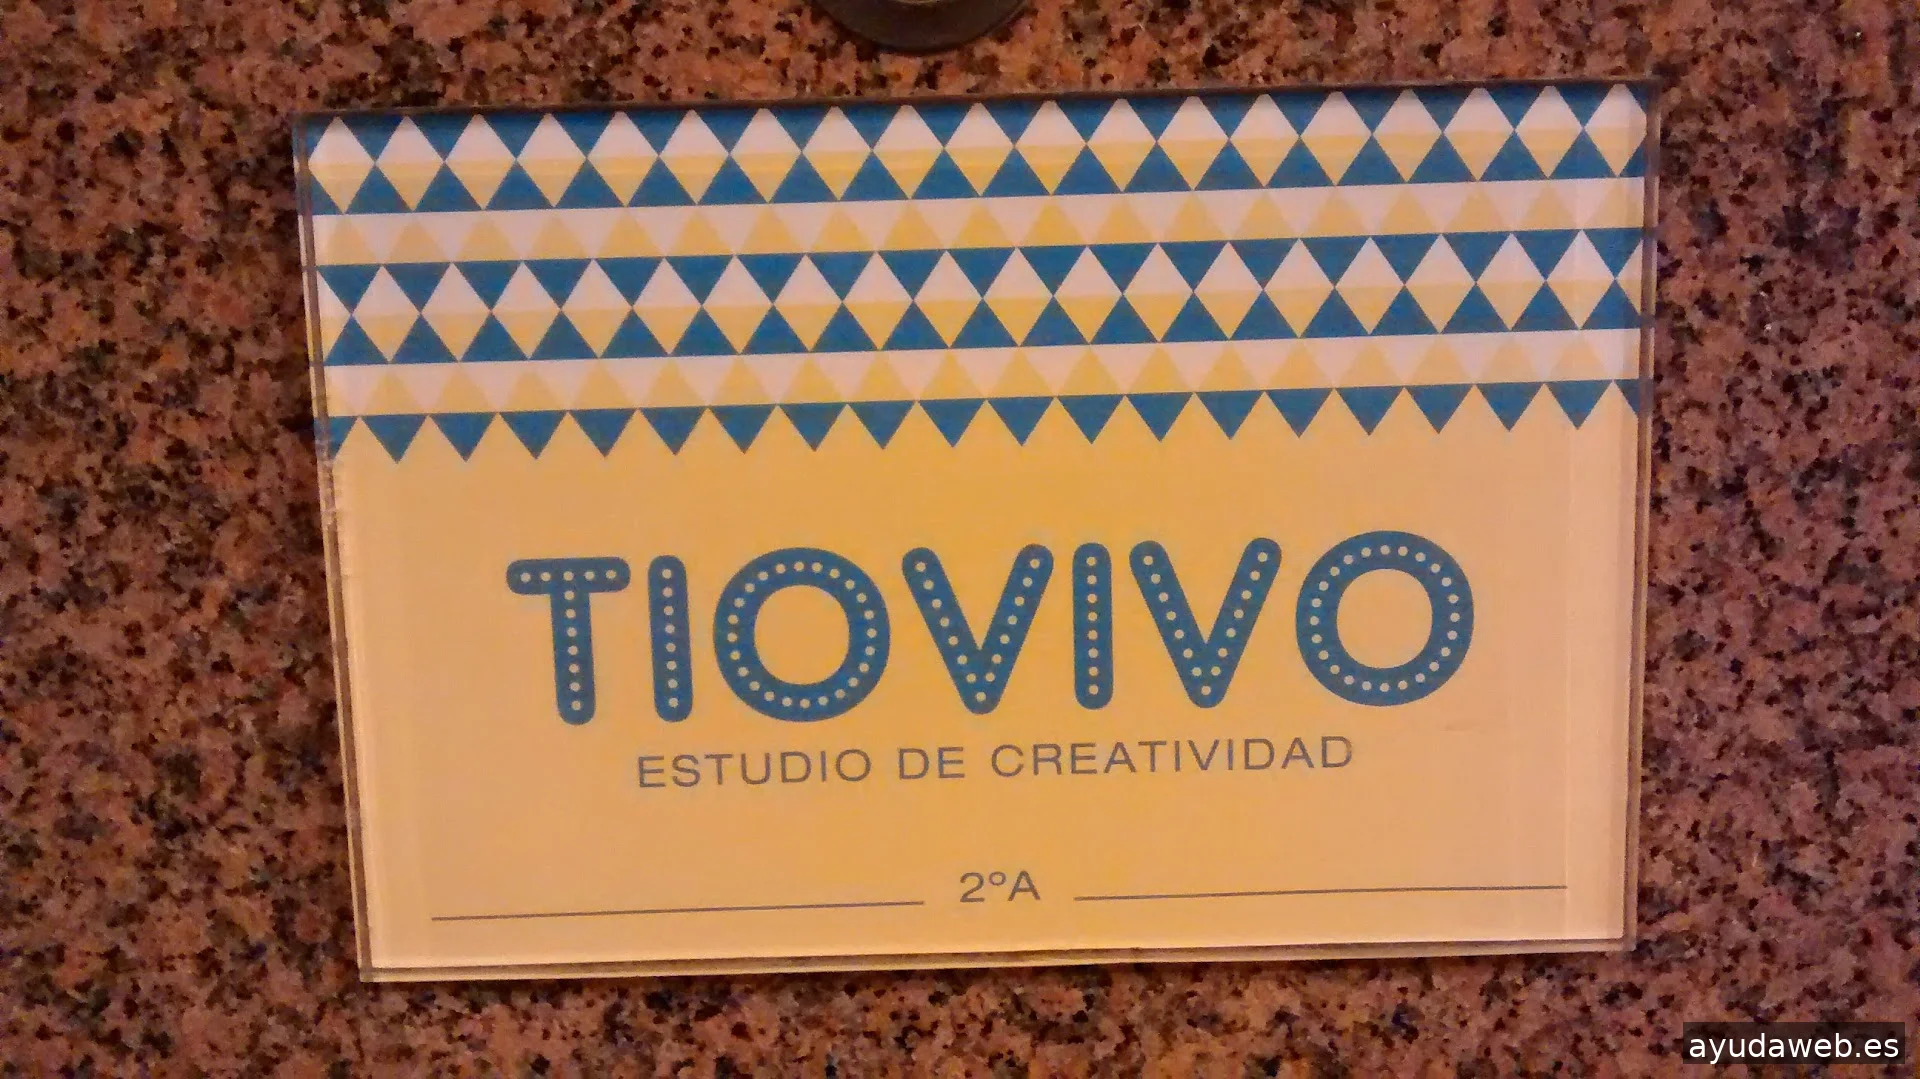 TIOVIVO
ESTUDIO DE CREATIVIDAD
2ºA
ayudaweb.es